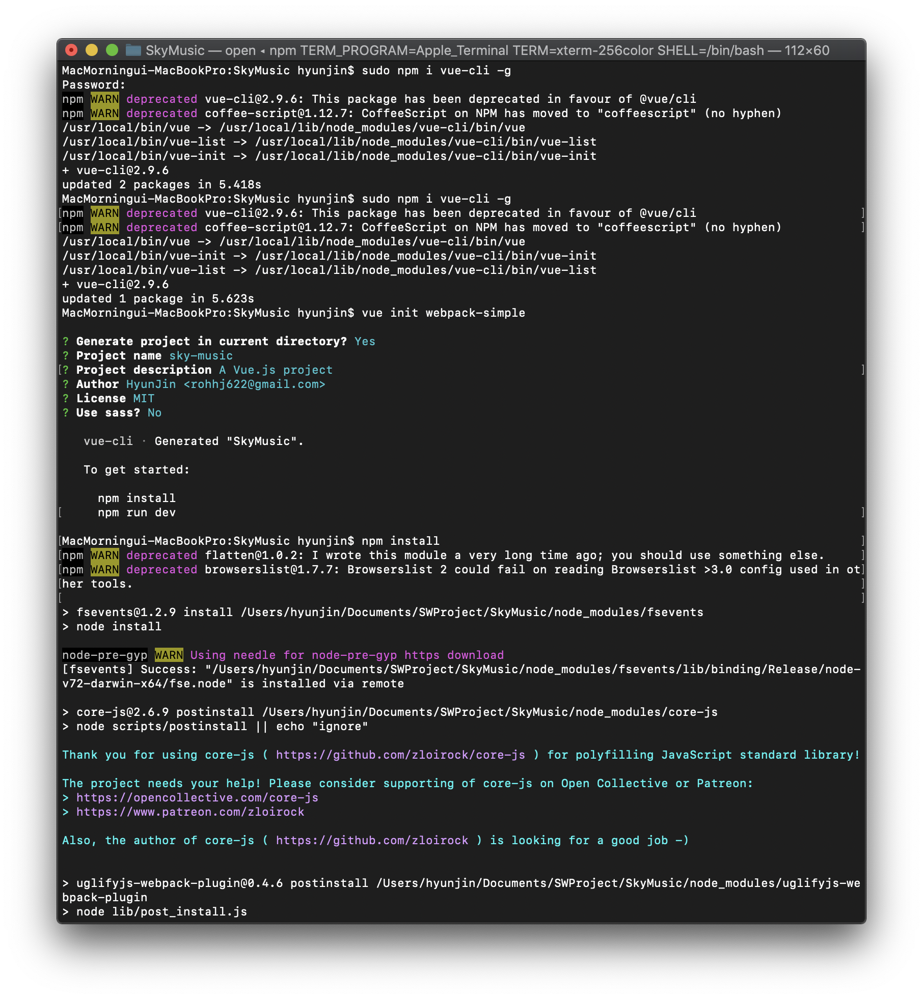 SkyMusic — open ◂ npm TERM_PROGRAM=Apple_Terminal TERM=xterm-256color SHELL=/bin/bash — 112×60
MacMorningui-MacBookPro:SkyMusic hyunjin$ sudo npm i vue-cli -g
Password:
npm WARN deprecated vue-cli@2.9.6: This package has been deprecated in favour of @vue/cli
npm WARN deprecated coffee-script@1.12.7: CoffeeScript on NPM has moved to "coffeescript" (no hyphen)
/usr/local/bin/vue -> /usr/local/lib/node_modules/vue-cli/bin/vue
/usr/local/bin/vue-list -> /usr/local/lib/node_modules/vue-cli/bin/vue-list
/usr/local/bin/vue-init -> /usr/local/lib/node_modules/vue-cli/bin/vue-init
+ vue-cli@2.9.6
updated 2 packages in 5.418s
MacMorningui-MacBookPro:SkyMusic hyunjin$ sudo npm i vue-cli -g
[npm WARN deprecated vue-cli@2.9.6: This package has been deprecated in favour of @vue/cli ]
[npm WARN deprecated coffee-script@1.12.7: CoffeeScript on NPM has moved to "coffeescript" (no hyphen) ]
/usr/local/bin/vue -> /usr/local/lib/node_modules/vue-cli/bin/vue
/usr/local/bin/vue-init -> /usr/local/lib/node_modules/vue-cli/bin/vue-init
/usr/local/bin/vue-list -> /usr/local/lib/node_modules/vue-cli/bin/vue-list
+ vue-cli@2.9.6
updated 1 package in 5.623s
MacMorningui-MacBookPro:SkyMusic hyunjin$ vue init webpack-simple
? Generate project in current directory? Yes
? Project name sky-music
[? Project description A Vue.js project ]
? Author HyunJin <rohhj622@gmail.com>
? License MIT
? Use sass? No
vue-cli · Generated "SkyMusic".
To get started:
npm install
[ npm run dev ]
[MacMorningui-MacBookPro:SkyMusic hyunjin$ npm install ]
[npm WARN deprecated flatten@1.0.2: I wrote this module a very long time ago; you should use something else. ]
[npm WARN deprecated browserslist@1.7.7: Browserslist 2 could fail on reading Browserslist >3.0 config used in ot]
[her tools. ]
[ ]
> fsevents@1.2.9 install /Users/hyunjin/Documents/SWProject/SkyMusic/node_modules/fsevents
> node install
node-pre-gyp WARN Using needle for node-pre-gyp https download
[fsevents] Success: "/Users/hyunjin/Documents/SWProject/SkyMusic/node_modules/fsevents/lib/binding/Release/node-
v72-darwin-x64/fse.node" is installed via remote
> core-js@2.6.9 postinstall /Users/hyunjin/Documents/SWProject/SkyMusic/node_modules/core-js
> node scripts/postinstall || echo "ignore"
Thank you for using core-js ( https://github.com/zloirock/core-js ) for polyfilling JavaScript standard library!
The project needs your help! Please consider supporting of core-js on Open Collective or Patreon:
> https://opencollective.com/core-js
> https://www.patreon.com/zloirock
Also, the author of core-js ( https://github.com/zloirock ) is looking for a good job -)
> uglifyjs-webpack-plugin@0.4.6 postinstall /Users/hyunjin/Documents/SWProject/SkyMusic/node_modules/uglifyjs-we
bpack-plugin
> node lib/post_install.js